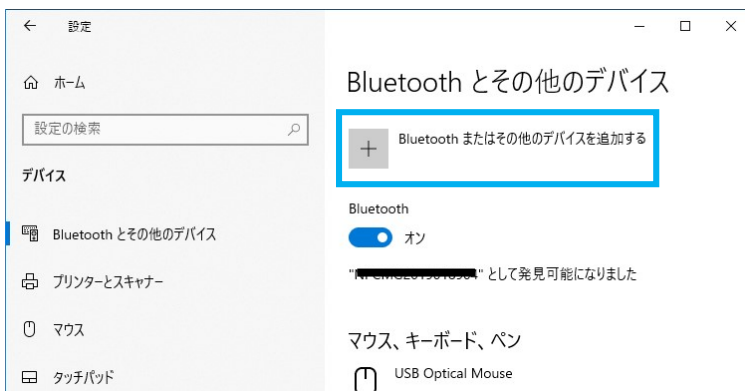 設定
ホーム
設定の検索
デバイス
Bluetooth とその他のデバイス
プリンターとスキャナー
マウス
タッチパッド
Bluetooth とその他のデバイス
Bluetooth またはその他のデバイスを追加する
Bluetooth
オン
" " として発見可能になりました
マウス、キーボード、ペン
USB Optical Mouse